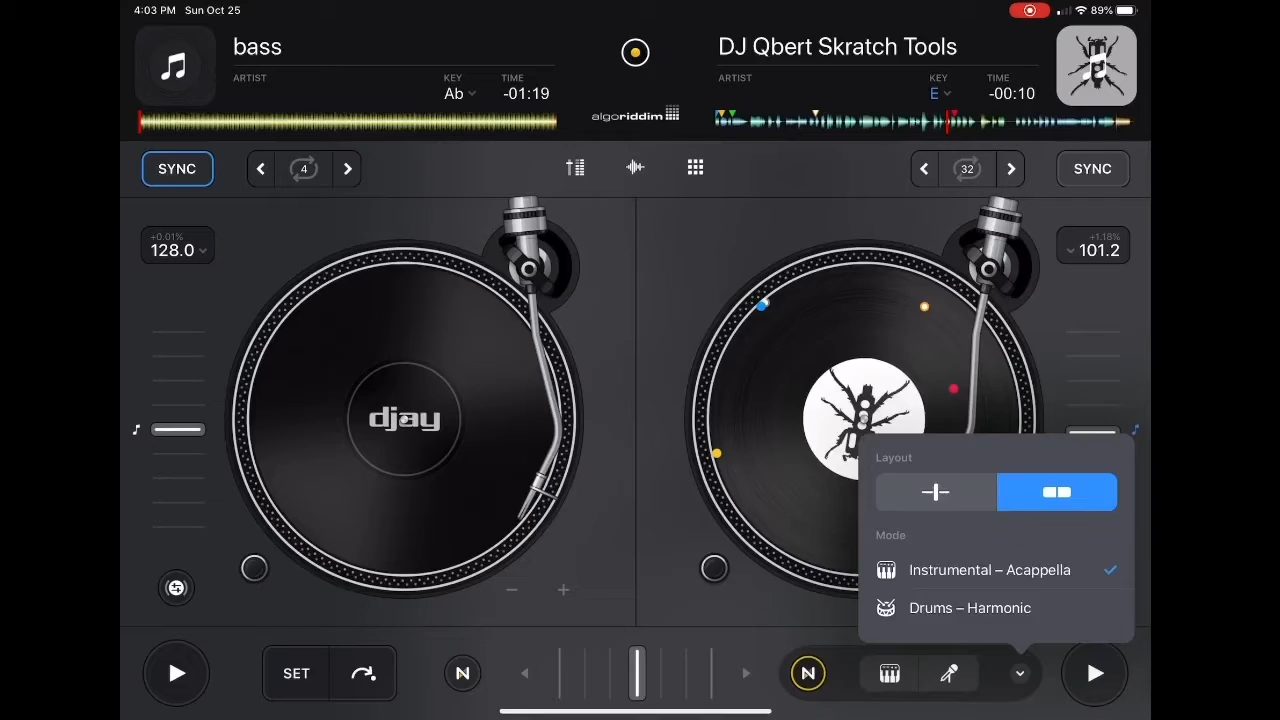 4:03 PM Sun Oct 25
89%
bass
DJ Qbert Skratch Tools
ARTIST
KEY
TIME
Ab
-01:19
ARTIST
KEY
TIME
E
-00:10
algoriddim
SYNC
4
32
SYNC
+0.01%
128.0
+1.18%
101.2
djay
Layout
Mode
Instrumental – Acappella
Drums – Harmonic
SET
N
N